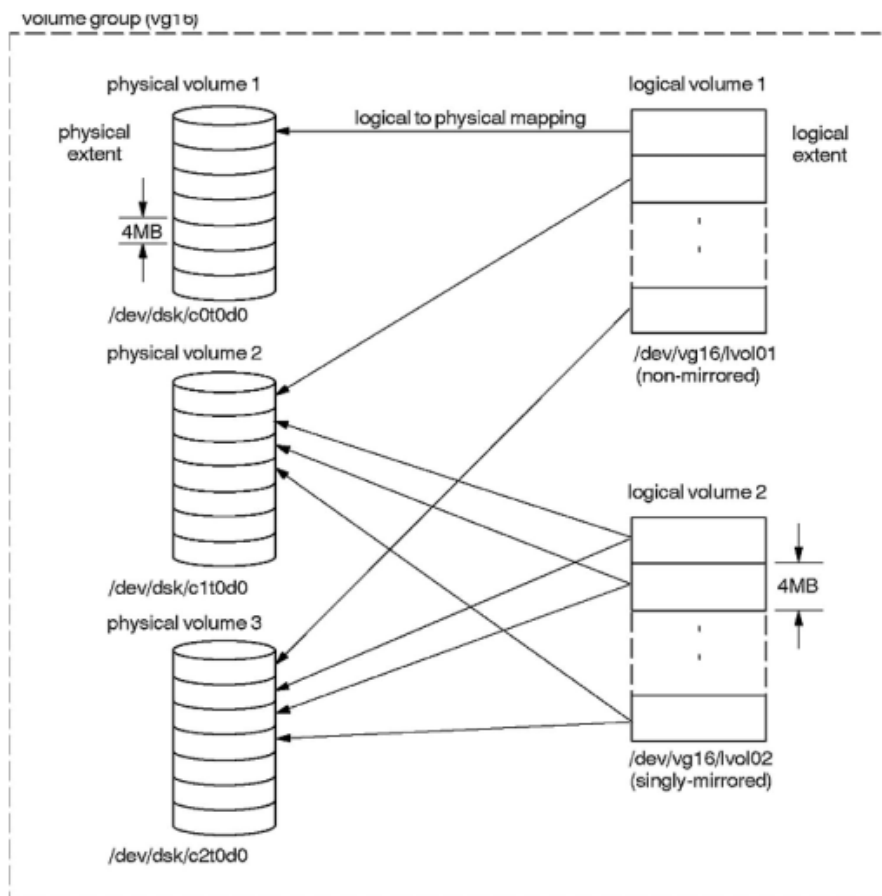 volume group (vg16)
physical volume 1
logical volume 1
physical
extent
logical to physical mapping
logical
extent
4MB
/dev/dsk/c0t0d0
physical volume 2
/dev/vg16/lvol01
(non-mirrored)
logical volume 2
4MB
/dev/dsk/c1t0d0
physical volume 3
/dev/vg16/lvol02
(singly-mirrored)
/dev/dsk/c2t0d0